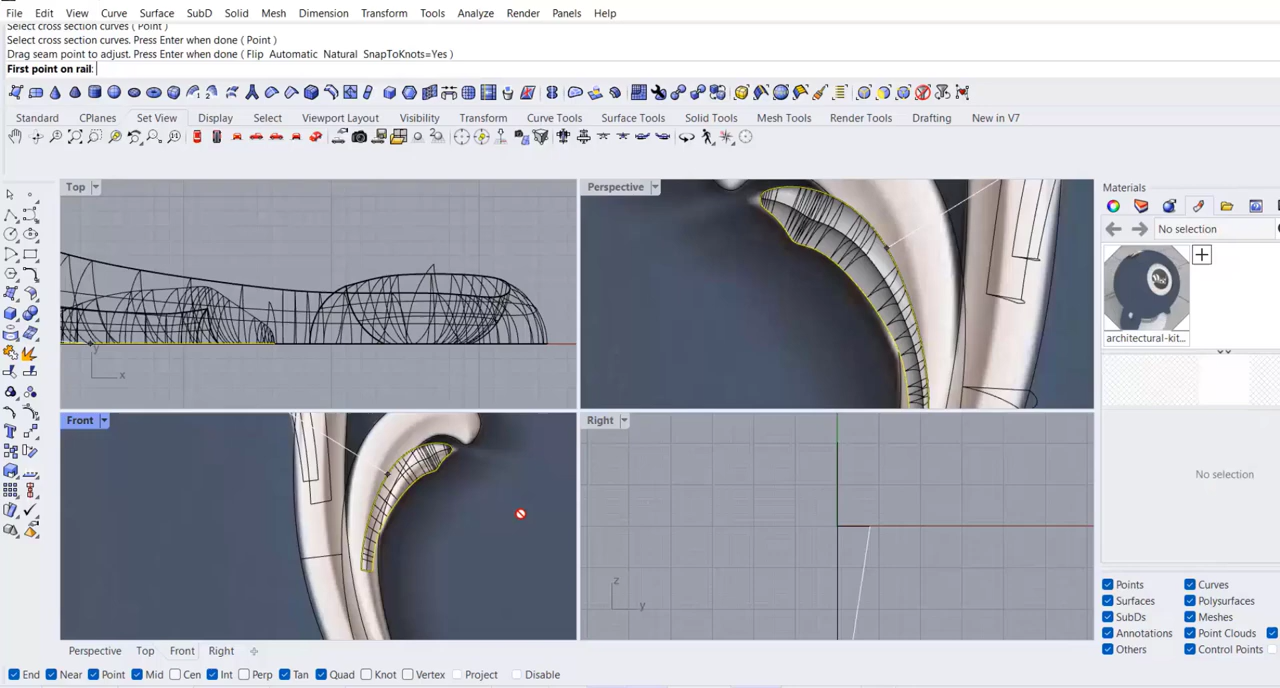 File Edit View Curve Surface SubD Solid Mesh Dimension Transform Tools Analyze Render Panels Help
Select cross section curves ( Point )
Select cross section curves. Press Enter when done ( Point )
Drag seam point to adjust. Press Enter when done ( Flip Automatic Natural SnapToKnots=Yes )
First point on rail:
Standard CPlanes Set View Display Select Viewport Layout Visibility Transform Curve Tools Surface Tools Solid Tools Mesh Tools Render Tools Drafting New in V7
Top
y
x
Perspective
Front
Right
z
y
Materials
No selection
architectural-kit...
No selection
Points Curves
Surfaces Polysurfaces
SubDs Meshes
Annotations Point Clouds
Others Control Points
Perspective Top Front Right
End Near Point Mid Cen Int Perp Tan Quad Knot Vertex Project Disable